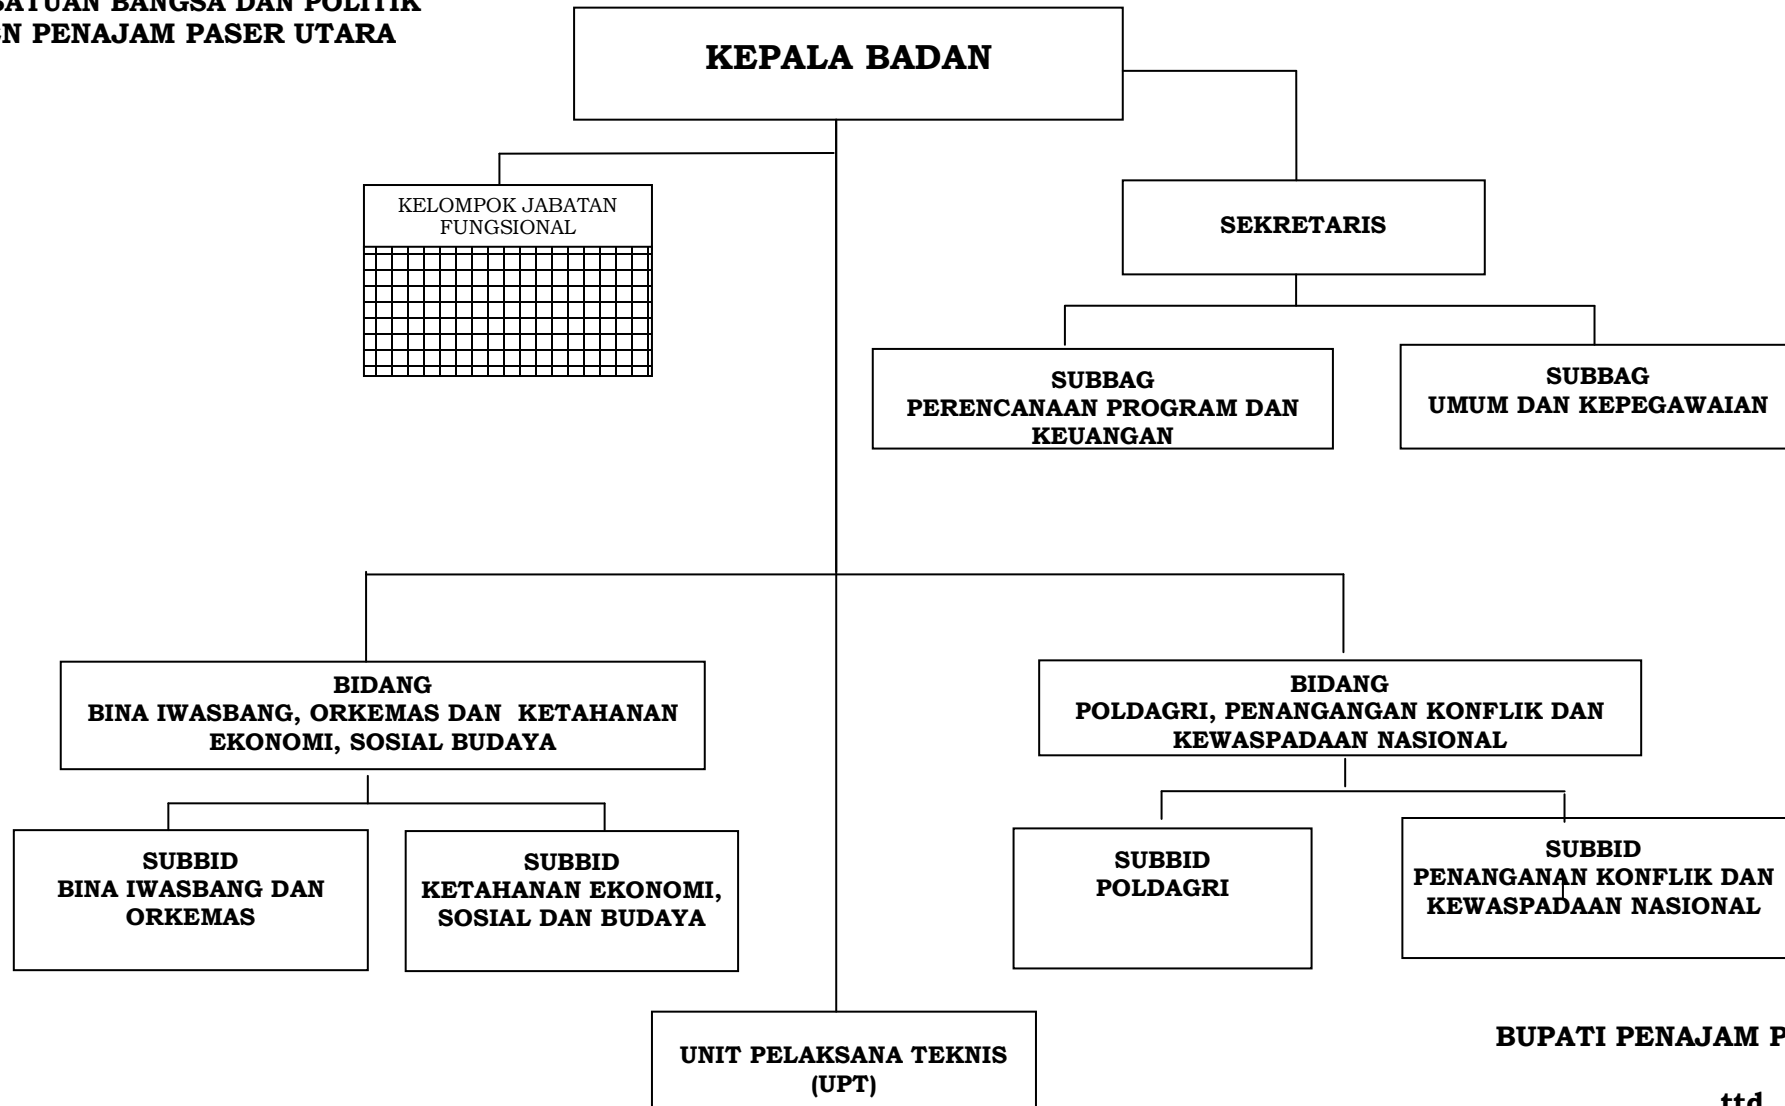 SATUAN BANGSA DAN POLITIK
EN PENAJAM PASER UTARA
KEPALA BADAN
KELOMPOK JABATAN
FUNGSIONAL
SEKRETARIS
SUBBAG
PERENCANAAN PROGRAM DAN
KEUANGAN
SUBBAG
UMUM DAN KEPEGAWAIAN
BIDANG
BINA IWASBANG, ORKEMAS DAN KETAHANAN
EKONOMI, SOSIAL BUDAYA
BIDANG
POLDAGRI, PENANGANGAN KONFLIK DAN
KEWASPADAAN NASIONAL
SUBBID
BINA IWASBANG DAN
ORKEMAS
SUBBID
KETAHANAN EKONOMI,
SOSIAL DAN BUDAYA
SUBBID
POLDAGRI
SUBBID
PENANGANAN KONFLIK DAN
KEWASPADAAN NASIONAL
UNIT PELAKSANA TEKNIS
(UPT)
BUPATI PENAJAM P
ttd